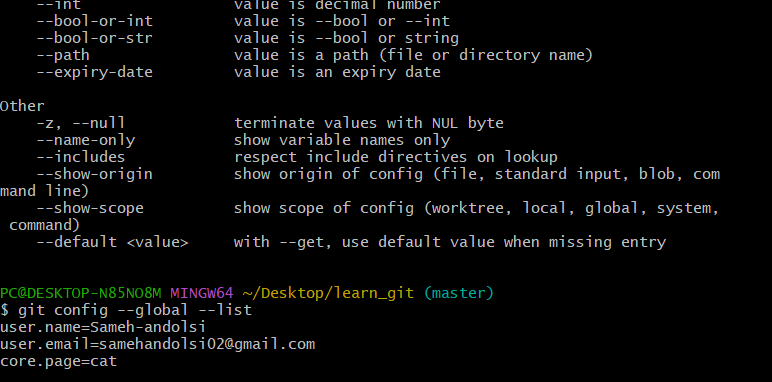 --int value is decimal number
--bool-or-int value is --bool or --int
--bool-or-str value is --bool or string
--path value is a path (file or directory name)
--expiry-date value is an expiry date
Other
-z, --null terminate values with NUL byte
--name-only show variable names only
--includes respect include directives on lookup
--show-origin show origin of config (file, standard input, blob, com
mand line)
--show-scope show scope of config (worktree, local, global, system,
command)
--default <value> with --get, use default value when missing entry
PC@DESKTOP-N85NO8M MINGW64 ~/Desktop/learn_git (master)
$ git config --global --list
user.name=Sameh-andolsi
user.email=samehandolsi02@gmail.com
core.page=cat